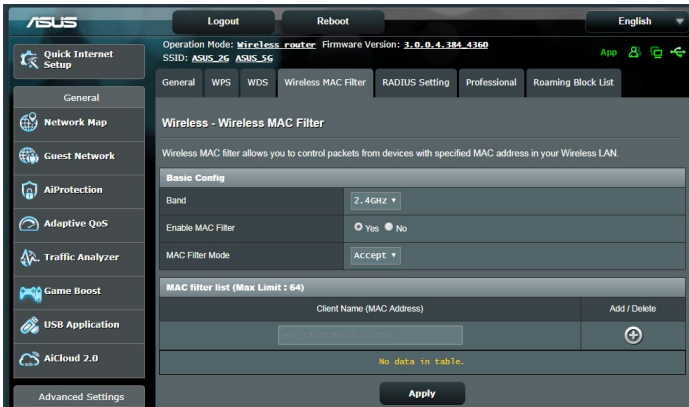 ASUS
Logout
Reboot
English
Quick Internet
Setup
Operation Mode: Wireless router Firmware Version: 3.0.0.4.384_4360
SSID: ASUS_2G ASUS_5G
App
General
WPS
WDS
Wireless MAC Filter
RADIUS Setting
Professional
Roaming Block List
General
Network Map
Guest Network
AiProtection
Adaptive QoS
Traffic Analyzer
Game Boost
USB Application
AiCloud 2.0
Advanced Settings
Wireless - Wireless MAC Filter
Wireless MAC filter allows you to control packets from devices with specified MAC address in your Wireless LAN.
Basic Config
Band 2.4GHz
Enable MAC Filter Yes No
MAC Filter Mode Accept
MAC filter list (Max Limit : 64)
Client Name (MAC Address) Add / Delete
No data in table.
Apply